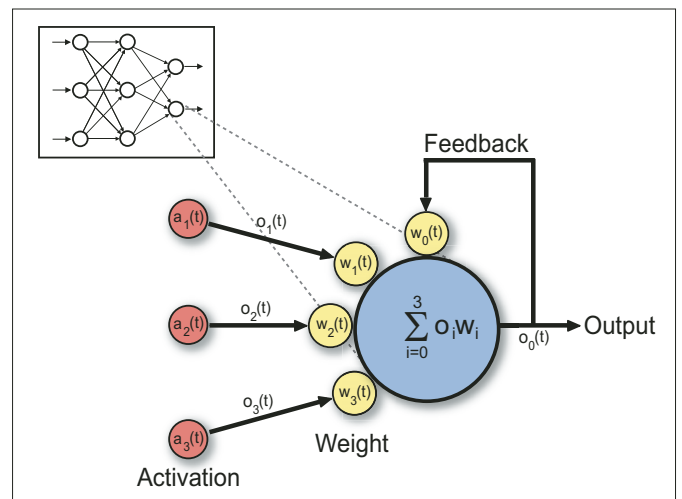 Feedback
a₁(t)
o₁(t)
w₀(t)
w₁(t)
a₂(t)
o₂(t)
w₂(t)
3
∑ oᵢwᵢ
i=0
o₀(t)
Output
a₃(t)
o₃(t)
w₃(t)
Weight
Activation